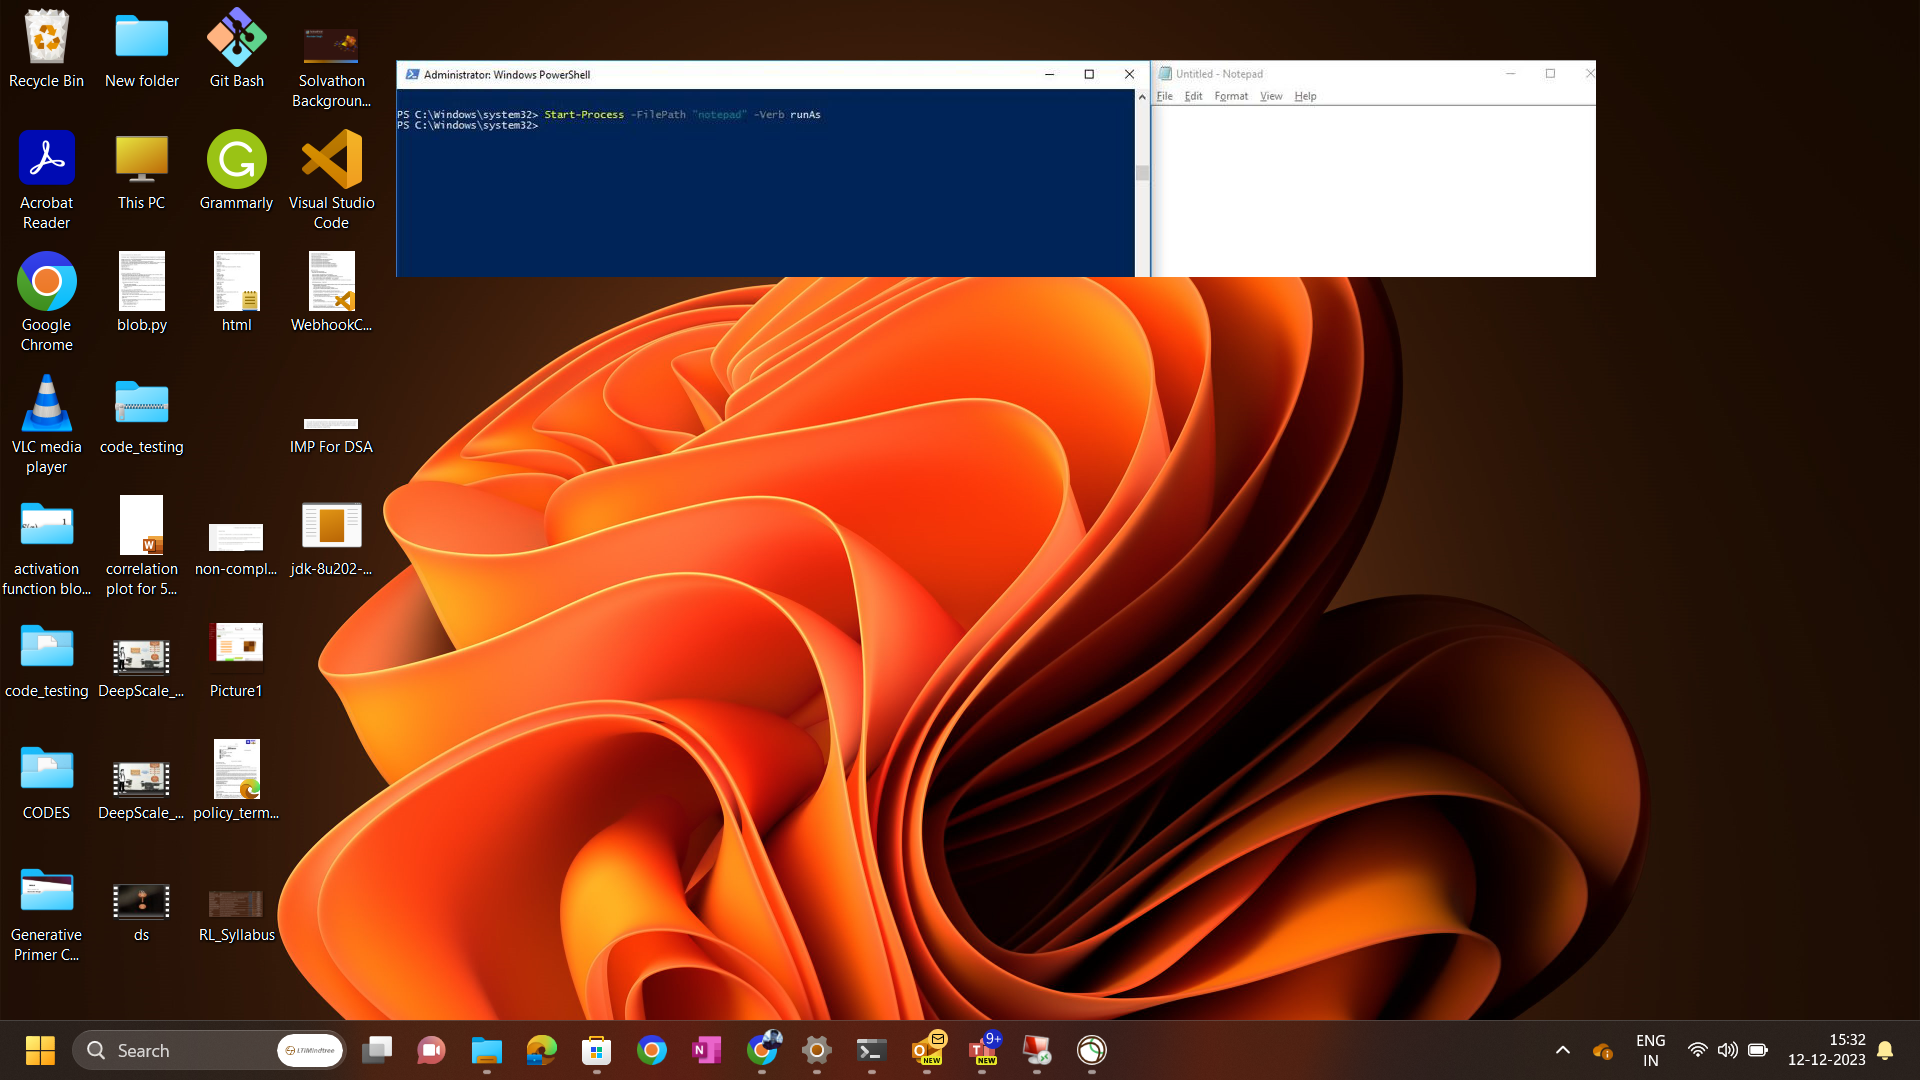 Recycle Bin
New folder
Git Bash
Solvathon
Backgroun...
Acrobat
Reader
This PC
Grammarly
Visual Studio
Code
Google
Chrome
blob.py
html
WebhookC...
VLC media
player
code_testing
IMP For DSA
activation
function blo...
correlation
plot for 5...
non-compl...
jdk-8u202-...
code_testing
DeepScale_...
Picture1
CODES
DeepScale_...
policy_term...
Generative
Primer C...
ds
RL_Syllabus
Administrator: Windows PowerShell
PS C:\Windows\system32> Start-Process -FilePath "notepad" -Verb runAs
PS C:\Windows\system32>
Untitled - Notepad
File Edit Format View Help
Search
LTIMindtree
NEW
9+
NEW
ENG
IN
15:32
12-12-2023